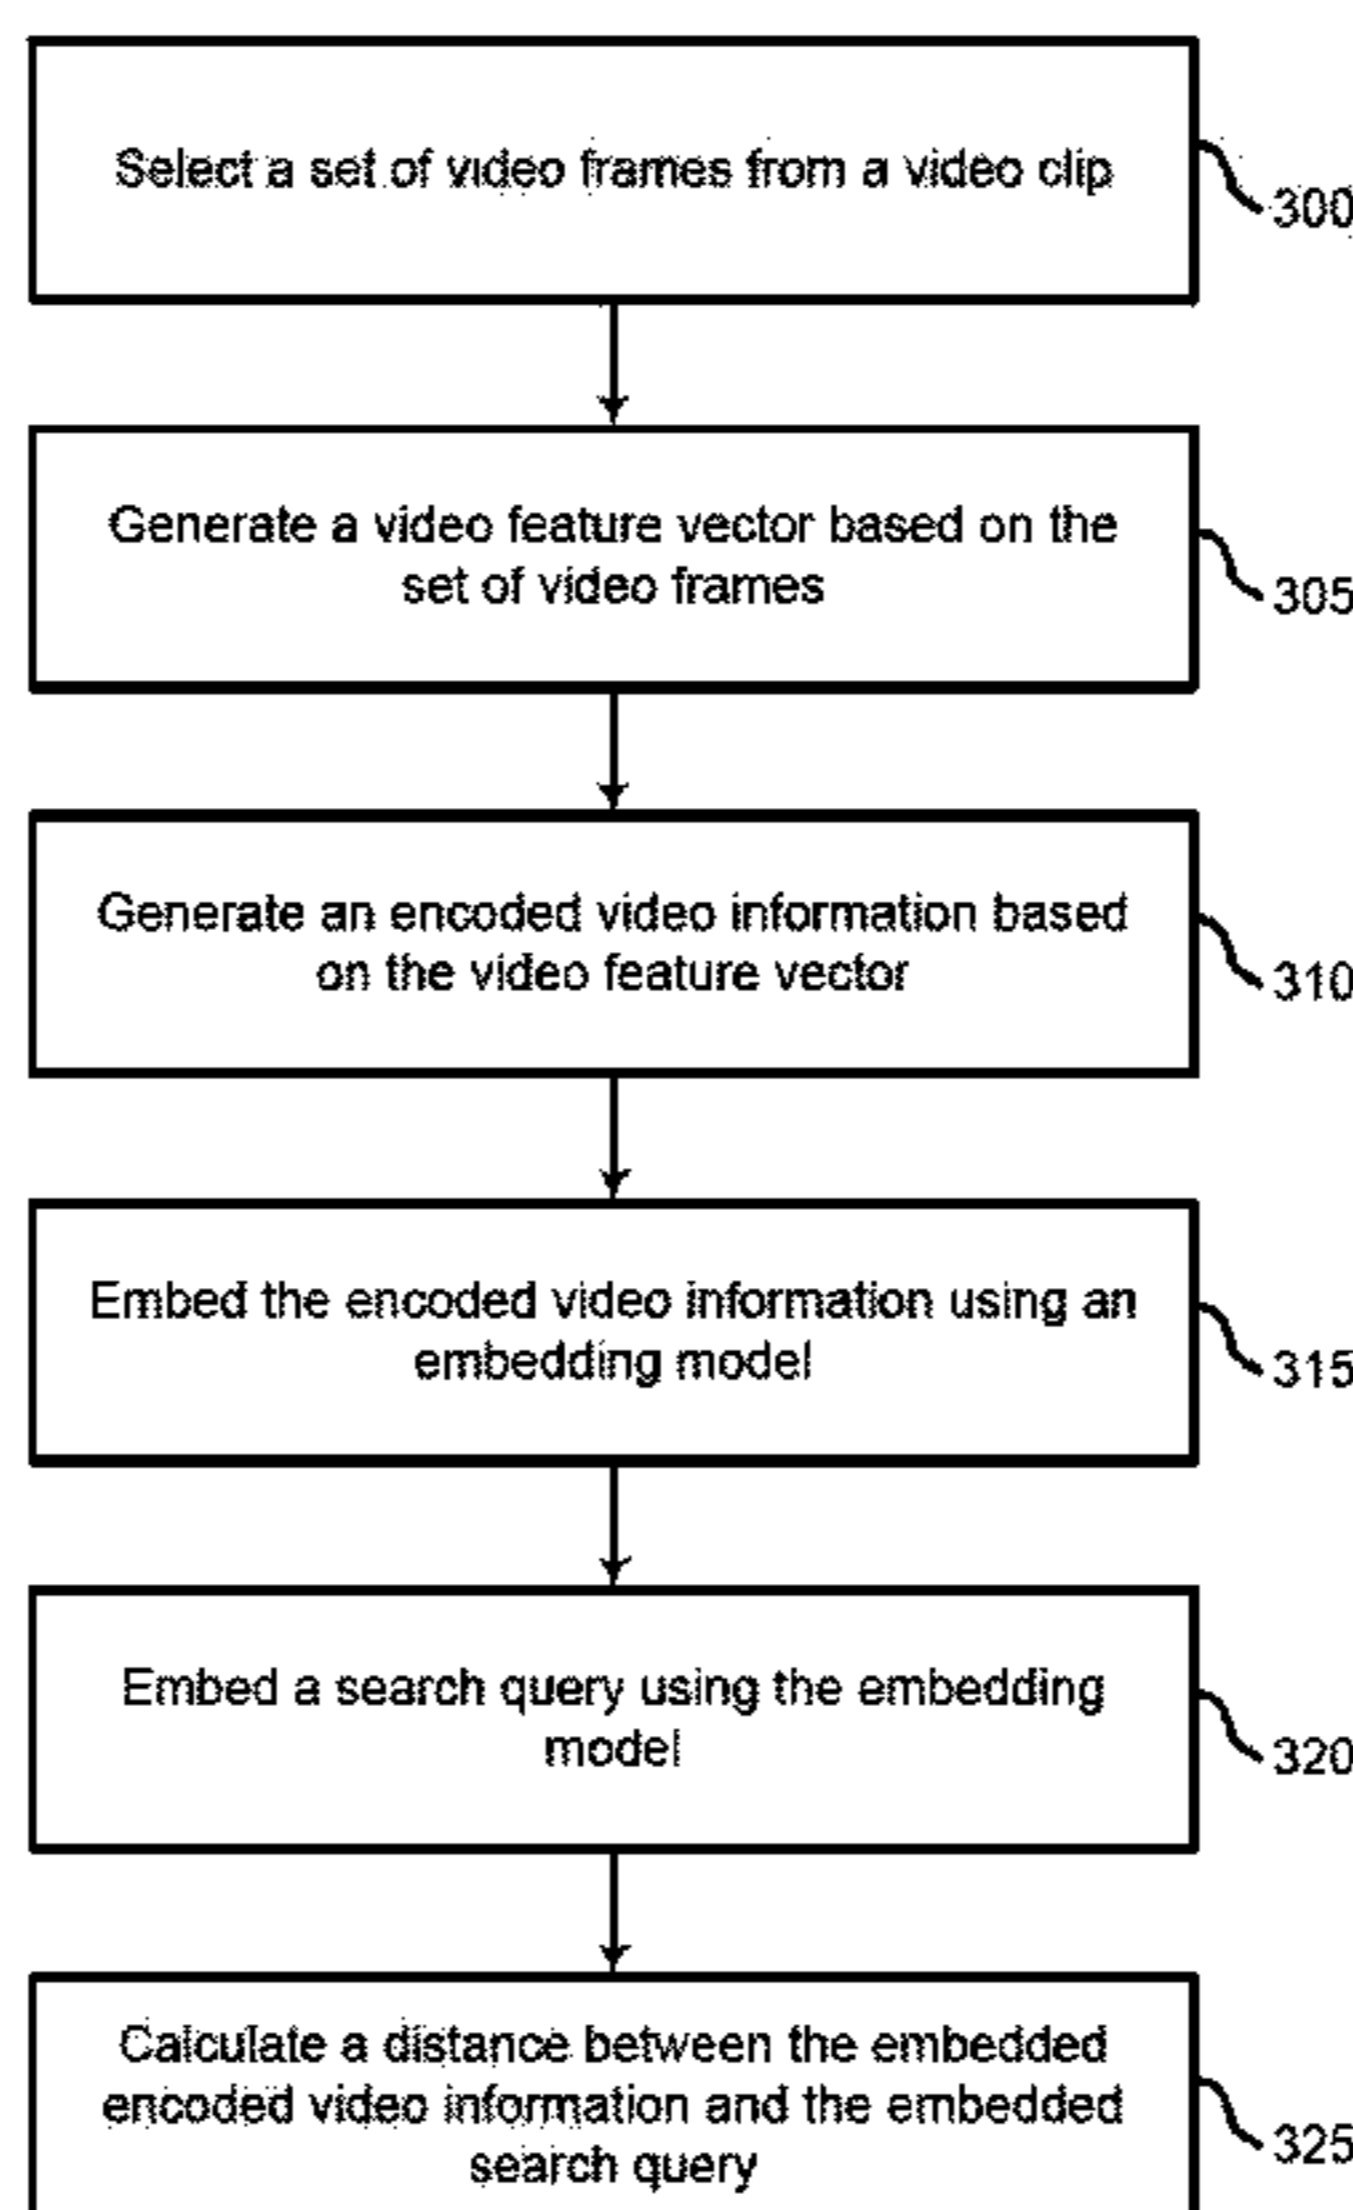 Select a set of video frames from a video clip
300
Generate a video feature vector based on the
set of video frames
305
Generate an encoded video information based
on the video feature vector
310
Embed the encoded video information using an
embedding model
315
Embed a search query using the embedding
model
320
Calculate a distance between the embedded
encoded video information and the embedded
search query
325